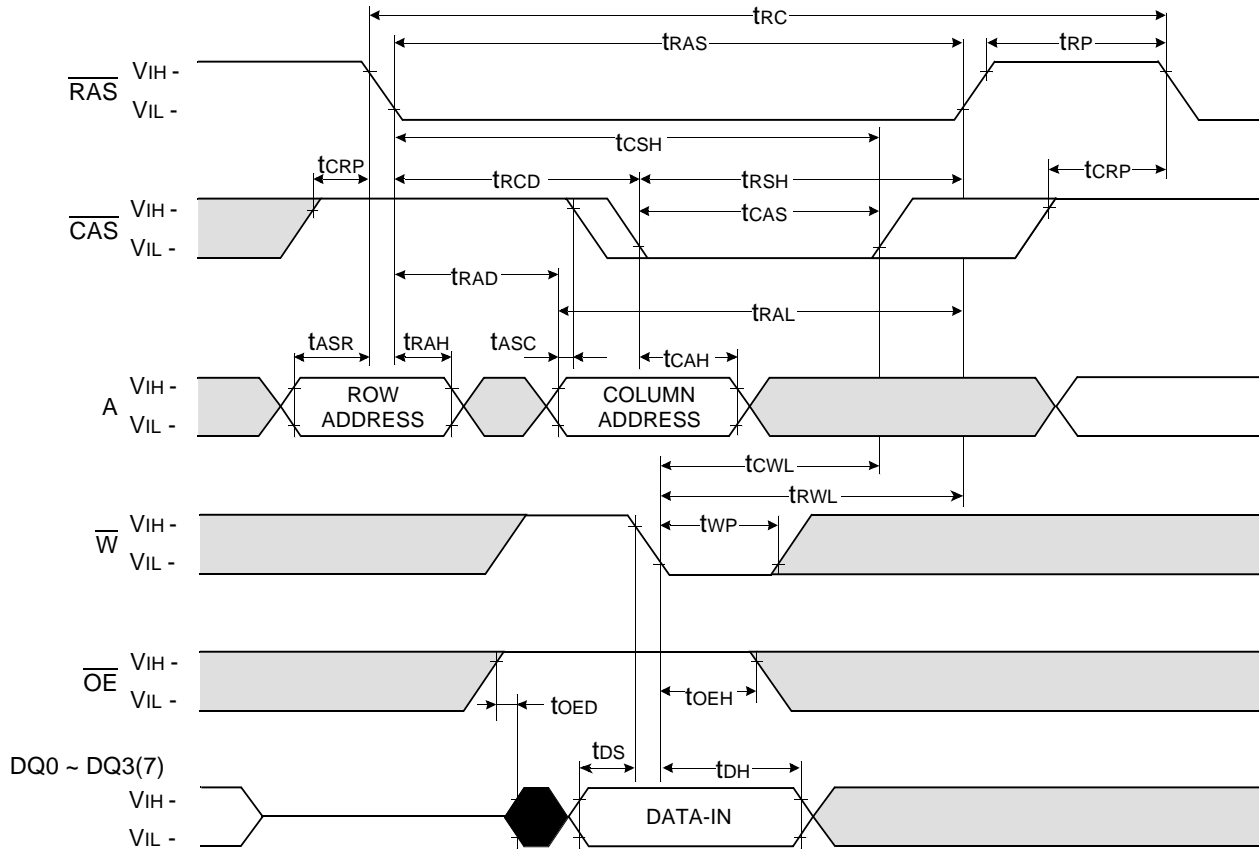 tRC
tRAS
tRP
RAS
VIH -
VIL -
tCSH
tCRP
tRCD
tRSH
tCRP
CAS
VIH -
VIL -
tCAS
tRAD
tRAL
tASR
tRAH
tASC
tCAH
A
VIH -
VIL -
ROW
ADDRESS
COLUMN
ADDRESS
tCWL
tRWL
W
VIH -
VIL -
tWP
OE
VIH -
VIL -
tOED
tOEH
DQ0 ~ DQ3(7)
tDS
tDH
VIH -
VIL -
DATA-IN